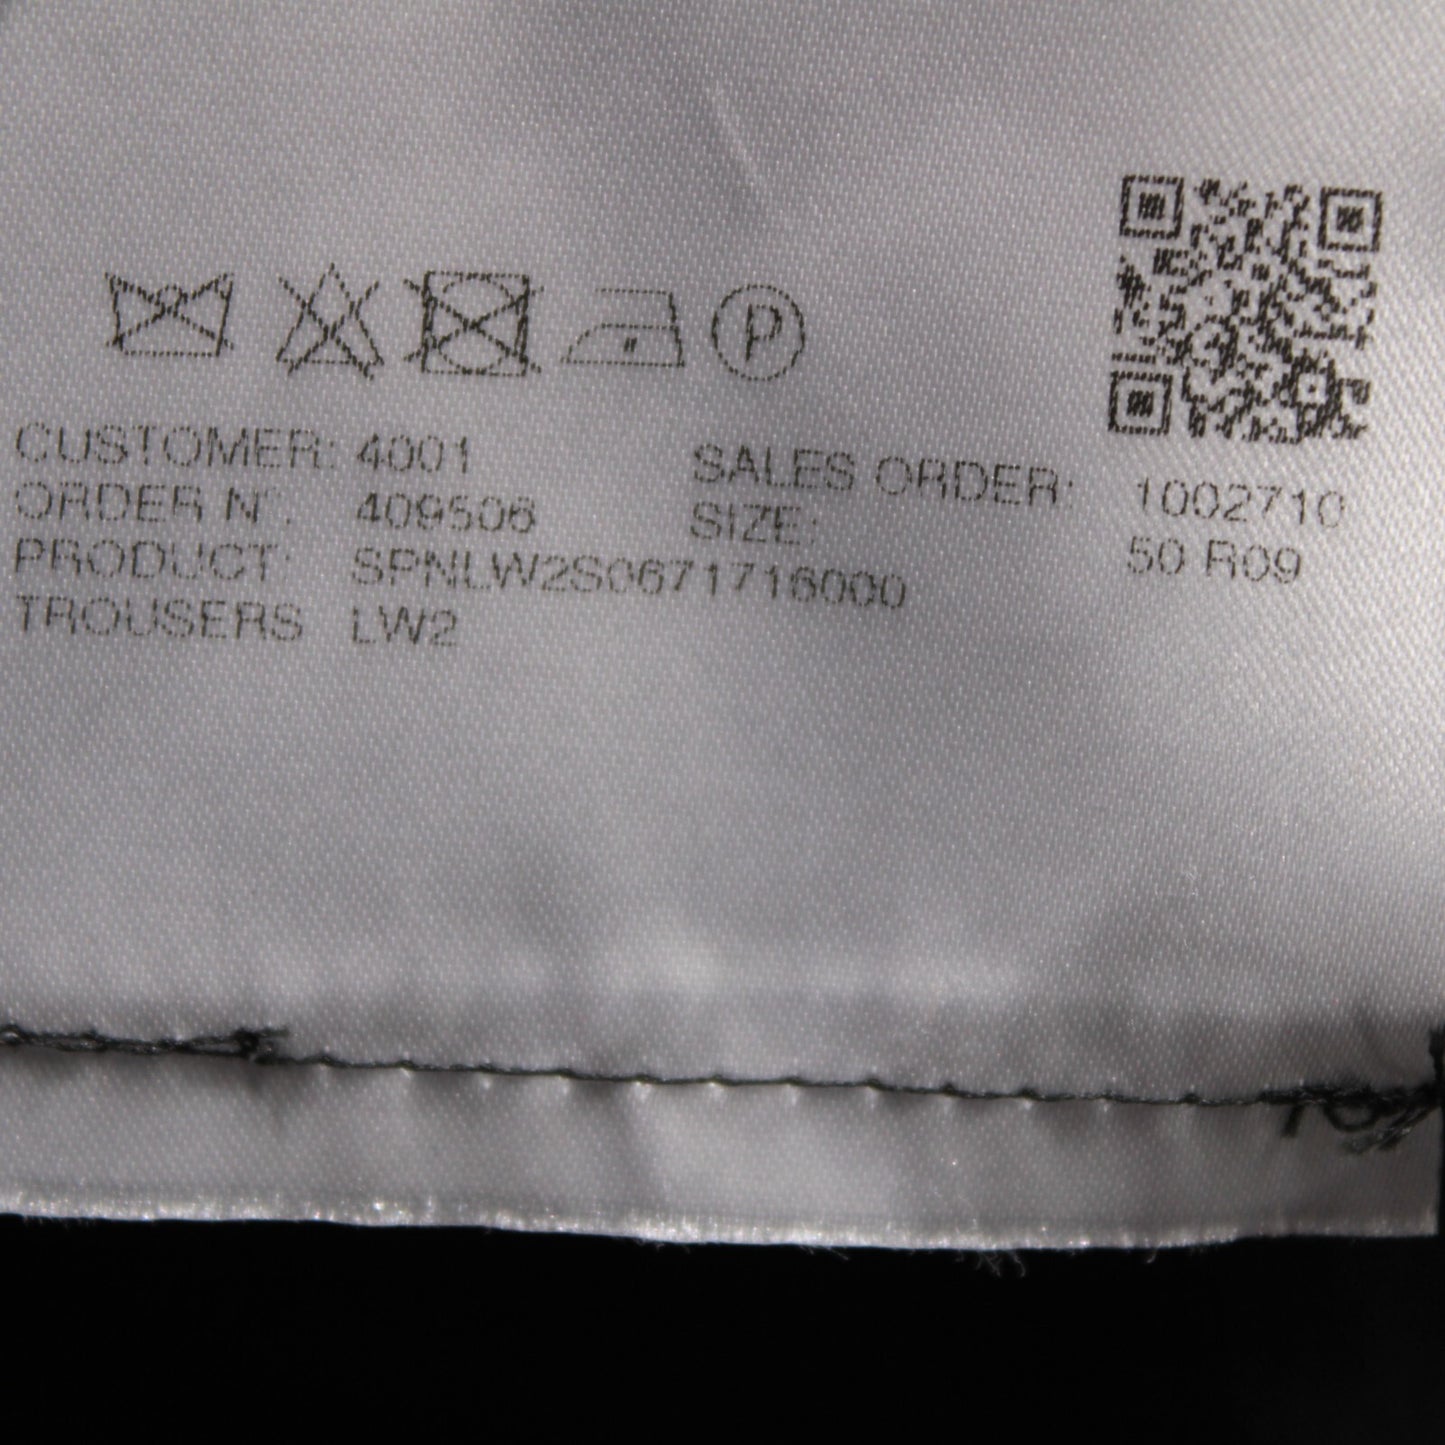 P
CUSTOMER: 4001 SALES ORDER: 1002710
ORDER N°: 409506 SIZE: 50 R09
PRODUCT: SPNLW2S0671716000
TROUSERS LW2